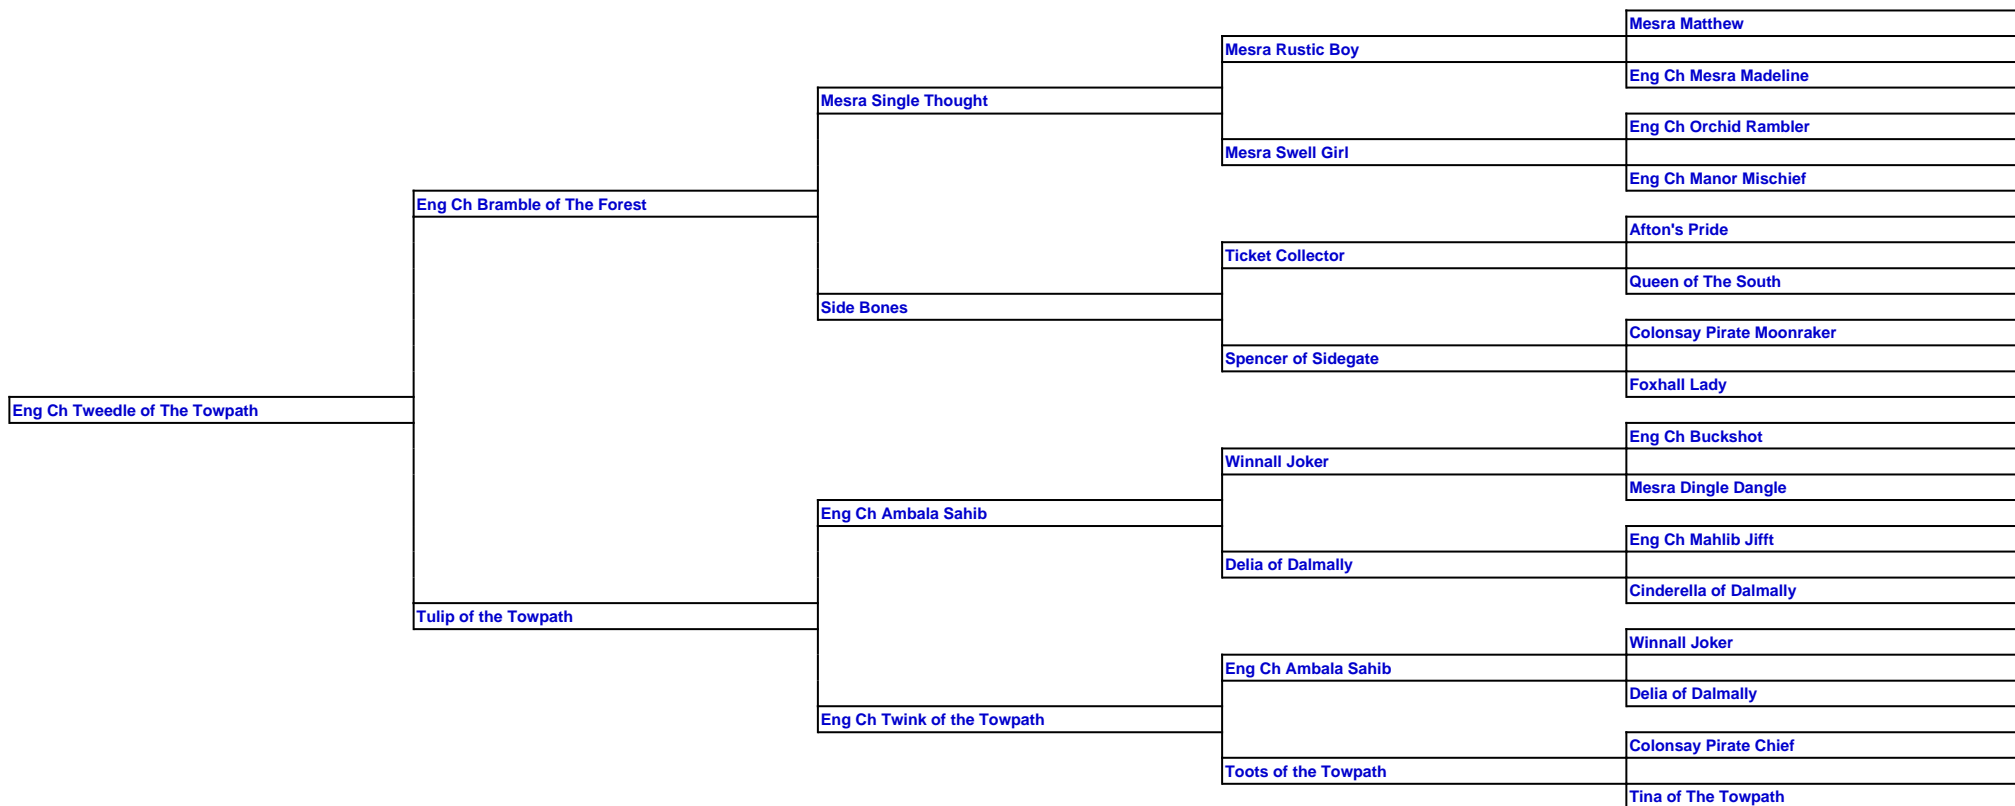 Mesra Matthew
Mesra Rustic Boy
Eng Ch Mesra Madeline
Mesra Single Thought
Eng Ch Orchid Rambler
Mesra Swell Girl
Eng Ch Manor Mischief
Eng Ch Bramble of The Forest
Afton's Pride
Ticket Collector
Queen of The South
Side Bones
Colonsay Pirate Moonraker
Spencer of Sidegate
Foxhall Lady
Eng Ch Tweedle of The Towpath
Eng Ch Buckshot
Winnall Joker
Mesra Dingle Dangle
Eng Ch Ambala Sahib
Eng Ch Mahlib Jifft
Delia of Dalmally
Cinderella of Dalmally
Tulip of the Towpath
Winnall Joker
Eng Ch Ambala Sahib
Delia of Dalmally
Eng Ch Twink of the Towpath
Colonsay Pirate Chief
Toots of the Towpath
Tina of The Towpath